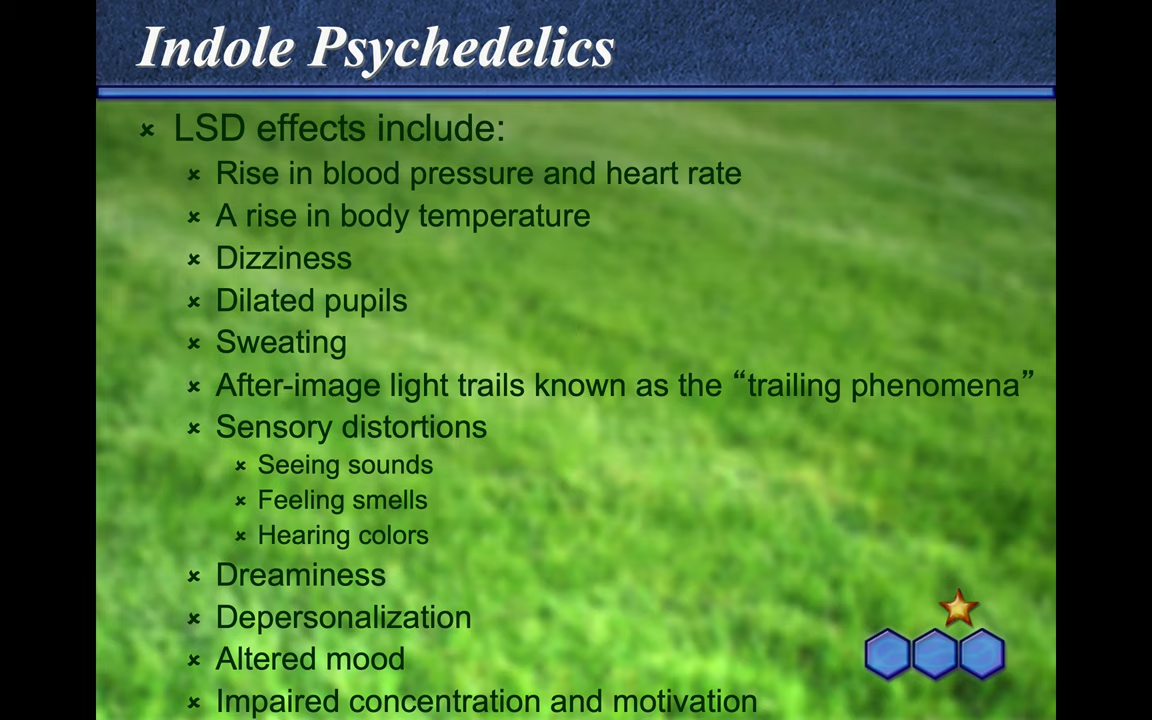 Indole Psychedelics
LSD effects include:
Rise in blood pressure and heart rate
A rise in body temperature
Dizziness
Dilated pupils
Sweating
After-image light trails known as the “trailing phenomena”
Sensory distortions
Seeing sounds
Feeling smells
Hearing colors
Dreaminess
Depersonalization
Altered mood
Impaired concentration and motivation